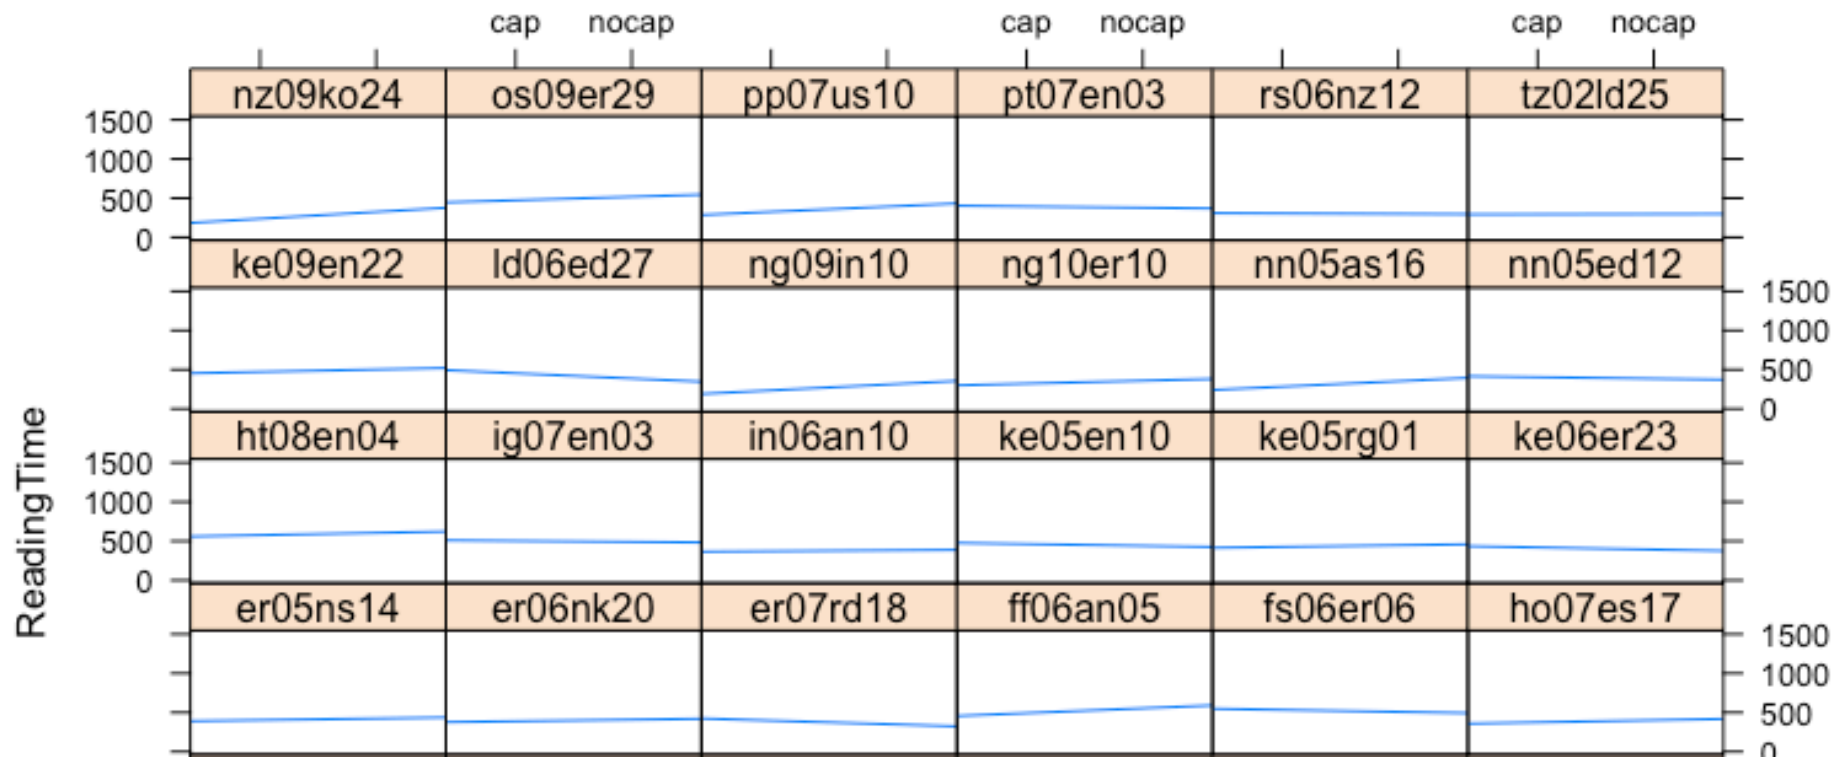 cap nocap cap nocap cap nocap
nz09ko24 os09er29 pp07us10 pt07en03 rs06nz12 tz02ld25
1500
1000
500
0
ke09en22 ld06ed27 ng09in10 ng10er10 nn05as16 nn05ed12
1500
1000
500
0
ht08en04 ig07en03 in06an10 ke05en10 ke05rg01 ke06er23
1500
1000
500
0
ReadingTime
er05ns14 er06nk20 er07rd18 ff06an05 fs06er06 ho07es17
1500
1000
500
0